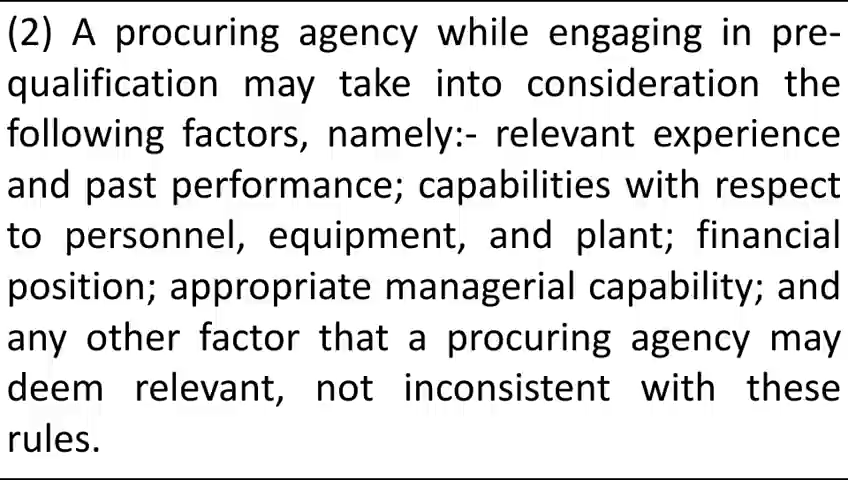 (2) A procuring agency while engaging in pre-
qualification may take into consideration the
following factors, namely:- relevant experience
and past performance; capabilities with respect
to personnel, equipment, and plant; financial
position; appropriate managerial capability; and
any other factor that a procuring agency may
deem relevant, not inconsistent with these
rules.